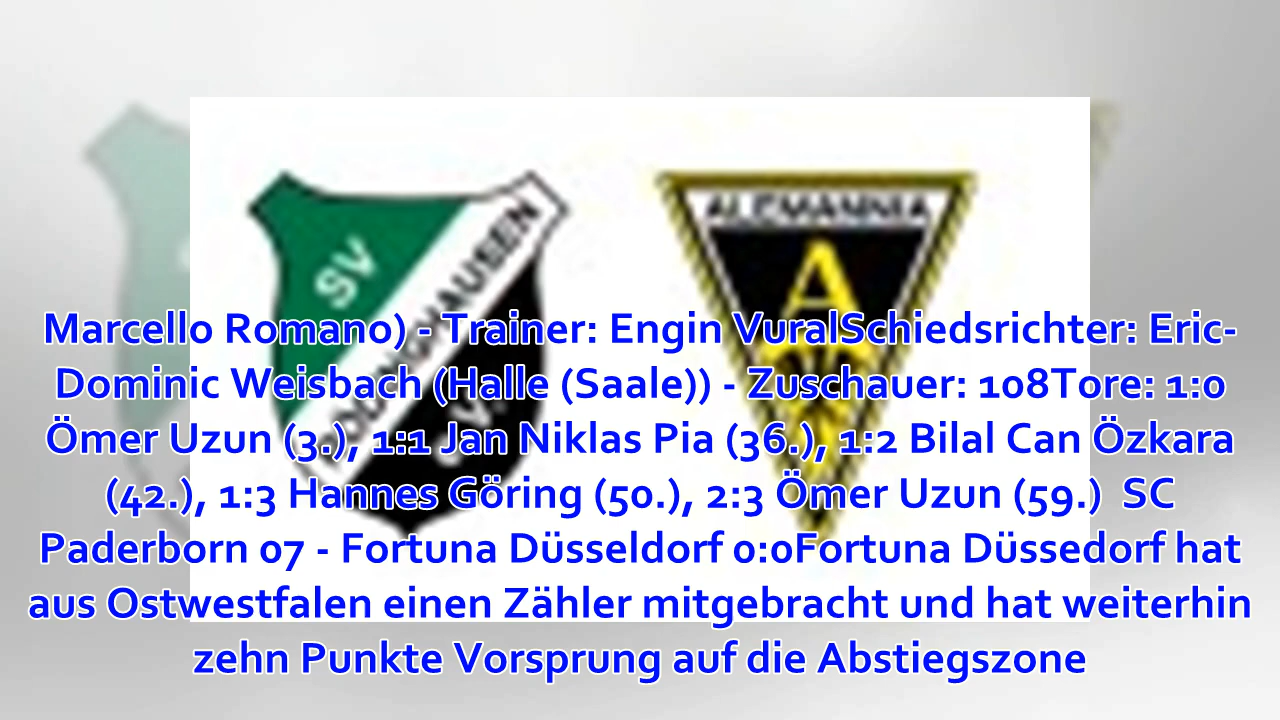 SV
ALEMANNIA
A
Marcello Romano) - Trainer: Engin VuralSchiedsrichter: Eric-
Dominic Weisbach (Halle (Saale)) - Zuschauer: 108Tore: 1:0
Ömer Uzun (3.), 1:1 Jan Niklas Pia (36.), 1:2 Bilal Can Özkara
(42.), 1:3 Hannes Göring (50.), 2:3 Ömer Uzun (59.)  SC
Paderborn 07 - Fortuna Düsseldorf 0:0Fortuna Düssedorf hat
aus Ostwestfalen einen Zähler mitgebracht und hat weiterhin
zehn Punkte Vorsprung auf die Abstiegszone